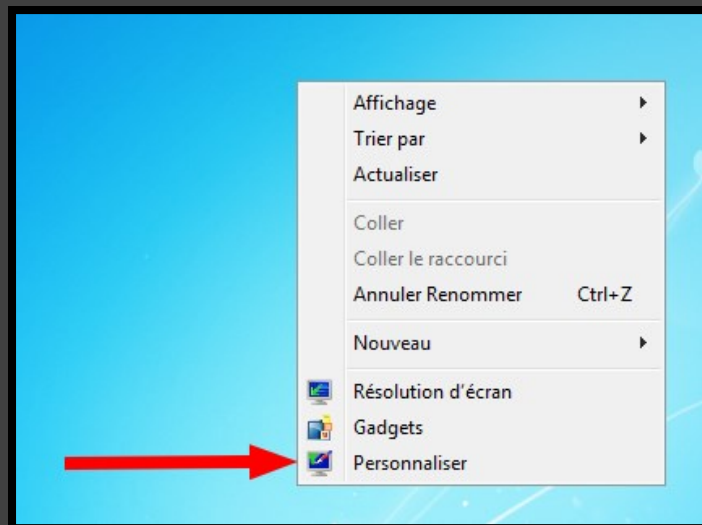 Affichage
Trier par
Actualiser
Coller
Coller le raccourci
Annuler Renommer Ctrl+Z
Nouveau
Résolution d'écran
Gadgets
Personnaliser